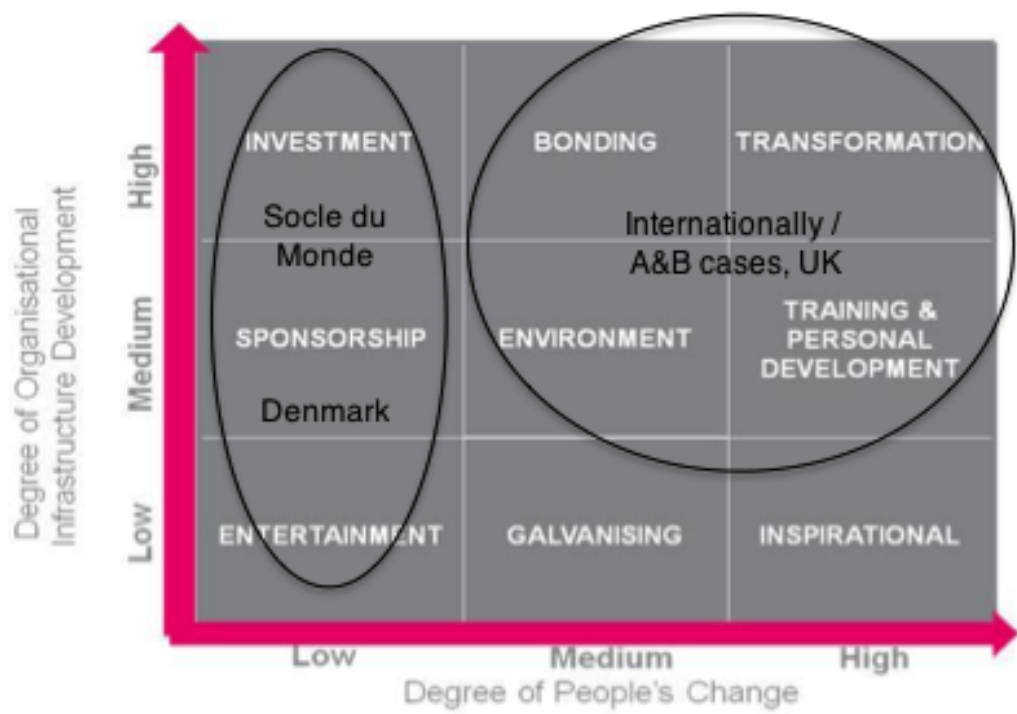 INVESTMENT
BONDING
TRANSFORMATION
Socle du
Monde
Internationally /
A&B cases, UK
SPONSORSHIP
ENVIRONMENT
TRAINING &
PERSONAL
DEVELOPMENT
Denmark
ENTERTAINMENT
GALVANISING
INSPIRATIONAL
High
Medium
Low
Degree of Organisational
Infrastructure Development
Low
Medium
High
Degree of People's Change